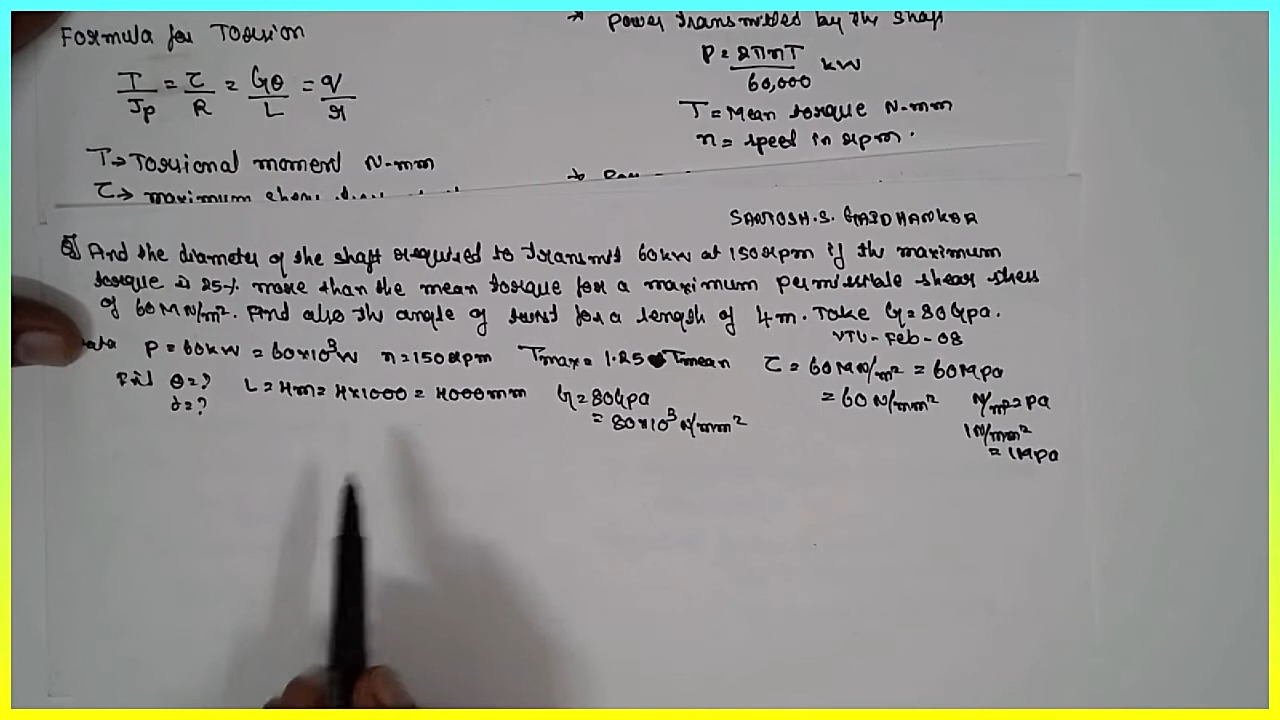 Formula for Torsion
T/Jp = τ/R = Gθ/L = q/r
T→ Torsional moment N-mm
→ Power transmitted by the shaft
P = 2πnT/60,000 kW
T = Mean torque N-mm
n = speed in rpm.
SANTOSH.S. GARDHANKAR
Q) Find the diameter of the shaft required to transmit 60kW at 150rpm if the maximum
torque is 25% more than the mean torque for a maximum permissible shear stress
of 60MN/m². Find also the angle of twist for a length of 4m. Take G=80Gpa.
VTU-Feb-08
Data P=60kW = 60×10³W n=150rpm Tmax = 1.25 Tmean τ = 60MN/m² = 60Mpa
Find θ=? L=4m=4×1000=4000mm G=80Gpa = 60N/mm² N/m²=pa
d=? = 80×10³N/mm² 1N/mm²
=1Mpa